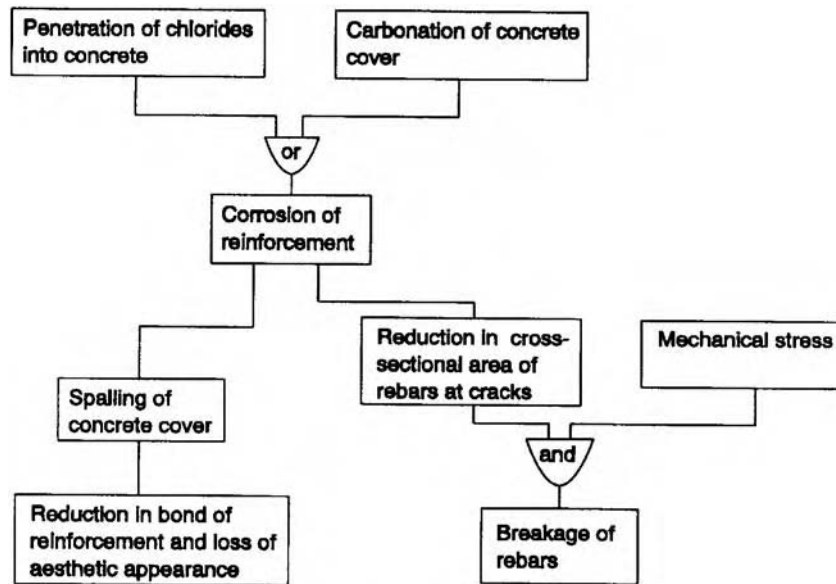 Penetration of chlorides
into concrete
Carbonation of concrete
cover
or
Corrosion of
reinforcement
Reduction in cross-
sectional area of
rebars at cracks
Mechanical stress
Spalling of
concrete cover
and
Reduction in bond of
reinforcement and loss of
aesthetic appearance
Breakage of
rebars